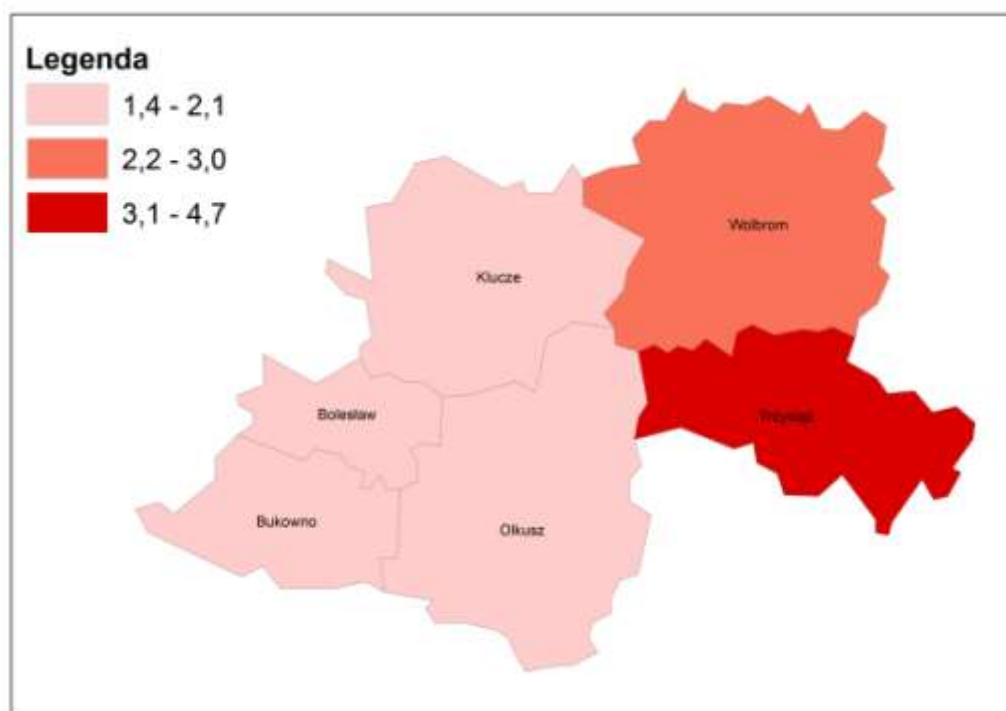 Legenda
1,4 - 2,1
2,2 - 3,0
3,1 - 4,7
Wolbrom
Klucze
Trzyciąż
Bolesław
Bukowno
Olkusz